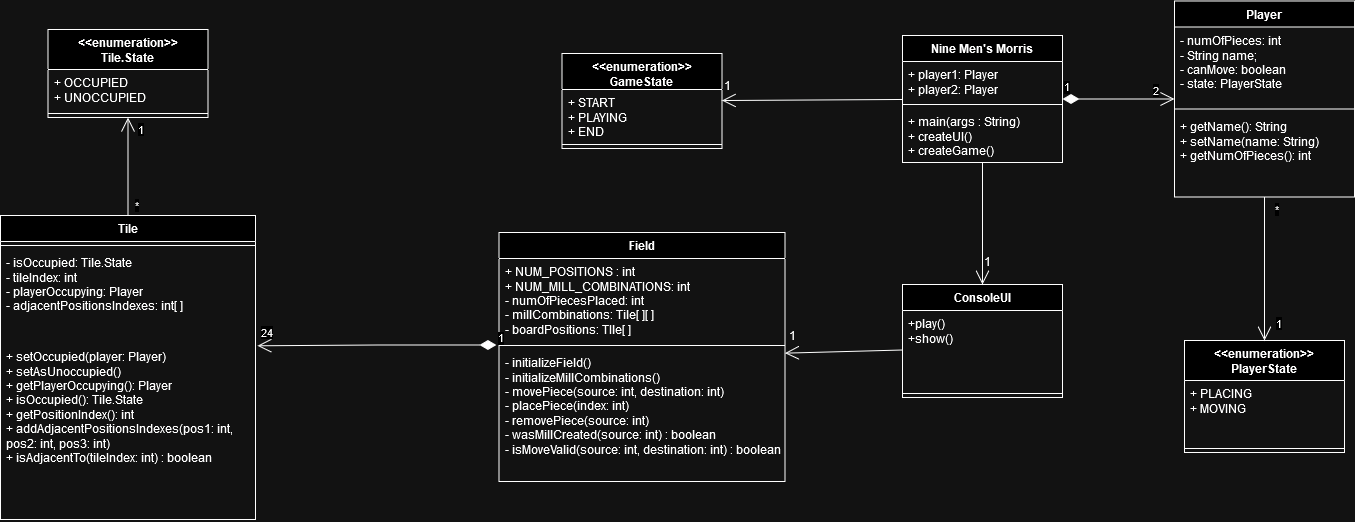 <<enumeration>>
Tile.State
+ OCCUPIED
+ UNOCCUPIED
1
*
Tile
- isOccupied: Tile.State
- tileIndex: int
- playerOccupying: Player
- adjacentPositionsIndexes: int[ ]
+ setOccupied(player: Player)
+ setAsUnoccupied()
+ getPlayerOccupying(): Player
+ isOccupied(): Tile.State
+ getPositionIndex(): int
+ addAdjacentPositionsIndexes(pos1: int,
pos2: int, pos3: int)
+ isAdjacentTo(tileIndex: int) : boolean
24
1
Field
+ NUM_POSITIONS : int
+ NUM_MILL_COMBINATIONS: int
- numOfPiecesPlaced: int
- millCombinations: Tile[ ][ ]
- boardPositions: TIle[ ]
- initializeField()
- initializeMillCombinations()
- movePiece(source: int, destination: int)
- placePiece(index: int)
- removePiece(source: int)
- wasMillCreated(source: int) : boolean
- isMoveValid(source: int, destination: int) : boolean
1
<<enumeration>>
GameState
+ START
+ PLAYING
+ END
1
Nine Men's Morris
+ player1: Player
+ player2: Player
+ main(args : String)
+ createUI()
+ createGame()
1
2
1
ConsoleUI
+play()
+show()
Player
- numOfPieces: int
- String name;
- canMove: boolean
- state: PlayerState
+ getName(): String
+ setName(name: String)
+ getNumOfPieces(): int
*
1
<<enumeration>>
PlayerState
+ PLACING
+ MOVING